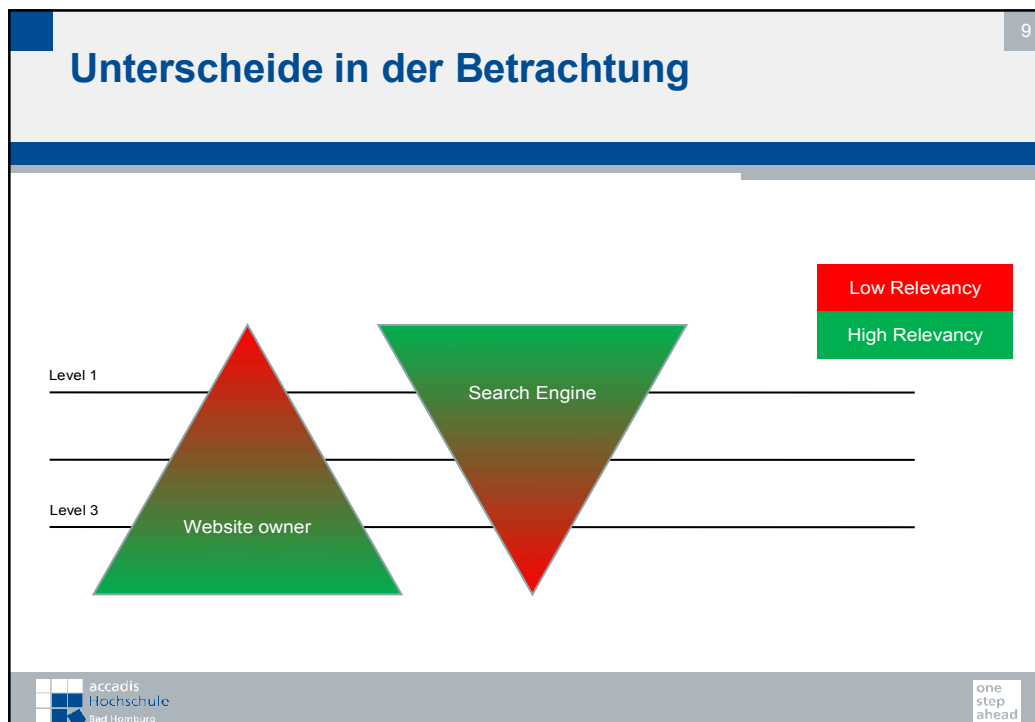 9
Unterscheide in der Betrachtung
Low Relevancy
High Relevancy
Level 1
Search Engine
Level 3
Website owner
accadis
Hochschule
Bad Homburg
one
step
ahead